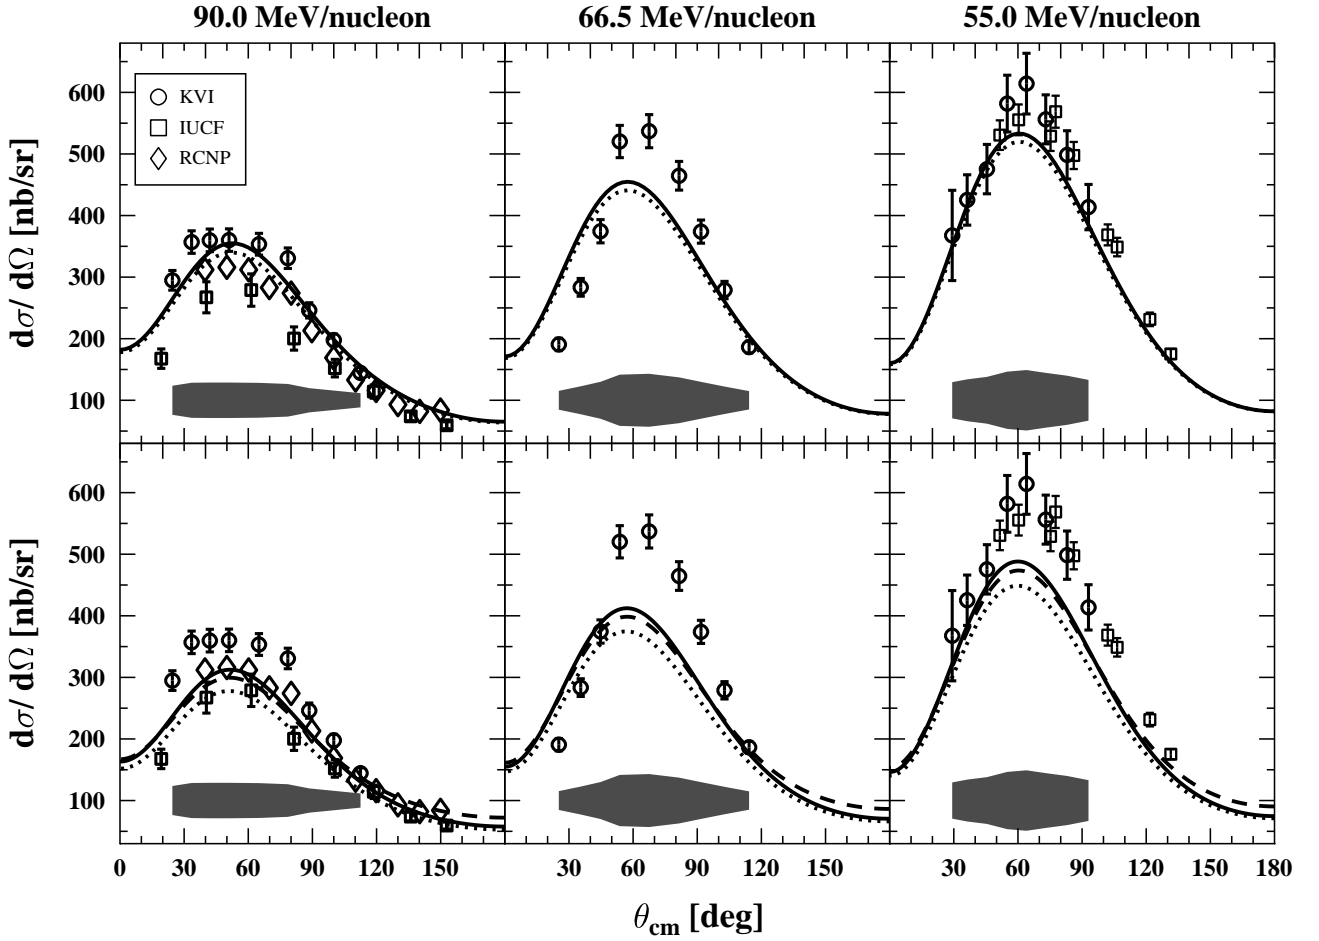 90.0 MeV/nucleon 66.5 MeV/nucleon 55.0 MeV/nucleon
600
500
400
300
200
100
KVI
IUCF
RCNP
dσ/ dΩ [nb/sr]
600
500
400
300
200
100
dσ/ dΩ [nb/sr]
0 30 60 90 120 150 30 60 90 120 150 30 60 90 120 150 180
θcm [deg]